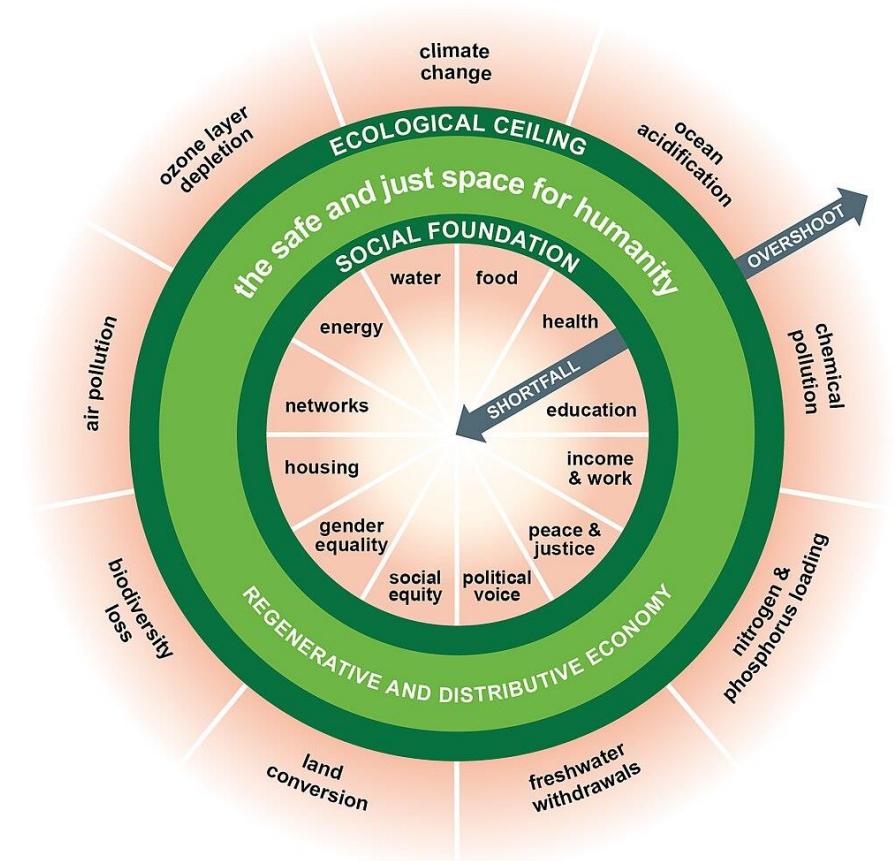 climate
change
ocean
acidification
OVERSHOOT
chemical
pollution
nitrogen &
phosphorus loading
freshwater
withdrawals
land
conversion
biodiversity
loss
air pollution
ozone layer
depletion
ECOLOGICAL CEILING
the safe and just space for humanity
SOCIAL FOUNDATION
water
food
health
SHORTFALL
education
income
& work
peace &
justice
political
voice
social
equity
gender
equality
housing
networks
energy
REGENERATIVE AND DISTRIBUTIVE ECONOMY